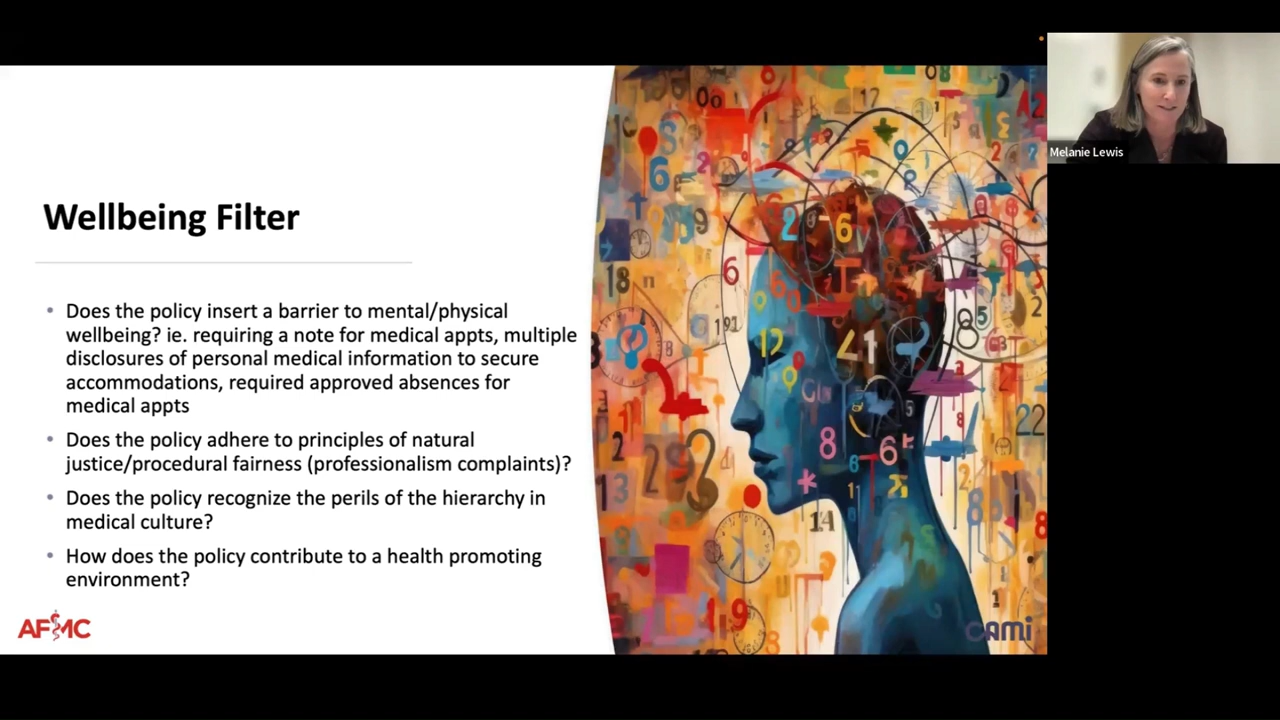 Melanie Lewis
Wellbeing Filter
• Does the policy insert a barrier to mental/physical
wellbeing? ie. requiring a note for medical appts, multiple
disclosures of personal medical information to secure
accommodations, required approved absences for
medical appts
• Does the policy adhere to principles of natural
justice/procedural fairness (professionalism complaints)?
• Does the policy recognize the perils of the hierarchy in
medical culture?
• How does the policy contribute to a health promoting
environment?
AFMC
CAMi